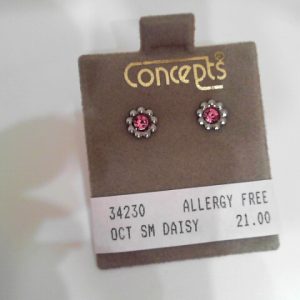 Concepts®
34230 ALLERGY FREE
OCT SM DAISY 21.00